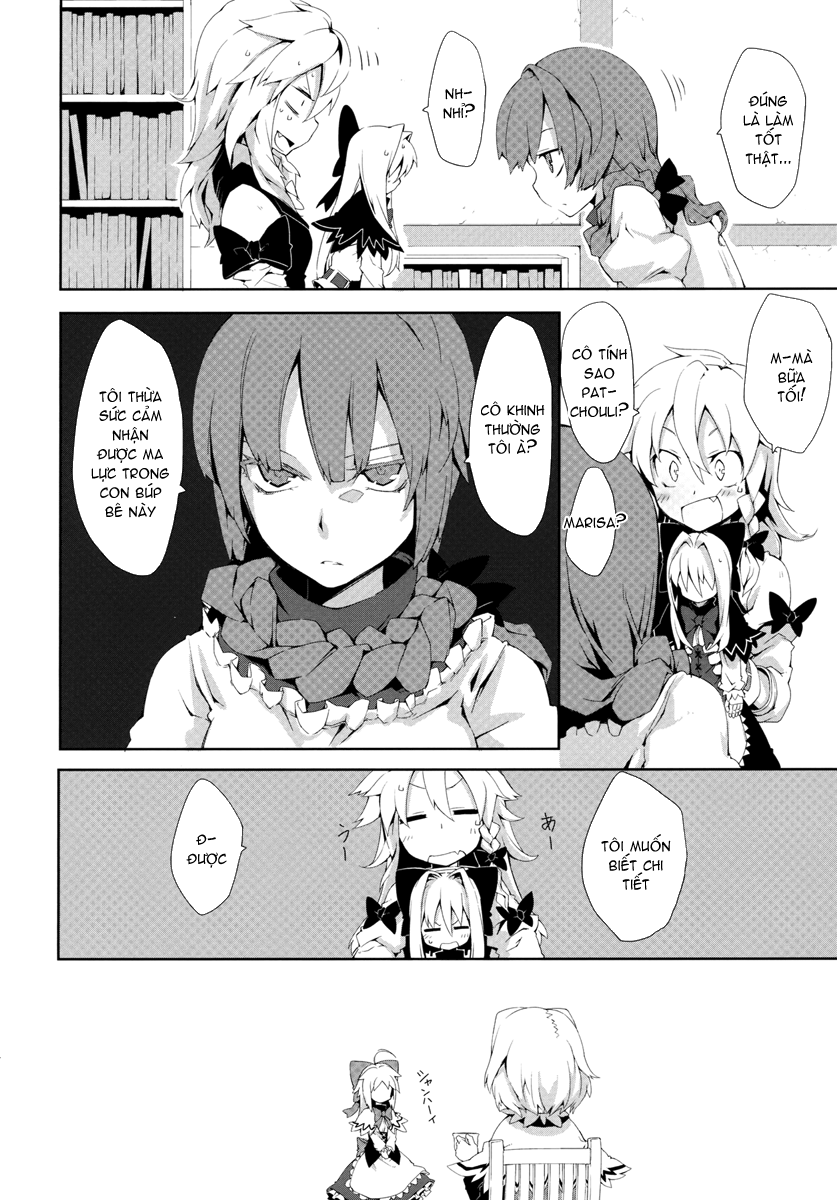 ĐÚNG
LÀ LÀM
TỐT
THẬT...
NH-
NHỈ?
M-MÀ
BỮA
TỐI!
CÔ TÍNH
SAO
PAT-
CHOULI?
MARISA?
CÔ KHINH
THƯỜNG
TÔI À?
TÔI THỪA
SỨC CẢM
NHẬN
ĐƯỢC MA
LỰC TRONG
CON BÚP
BÊ NÀY
TÔI MUỐN
BIẾT CHI
TIẾT
あー
うー
Đ-
ĐƯỢC
シャンハーイ